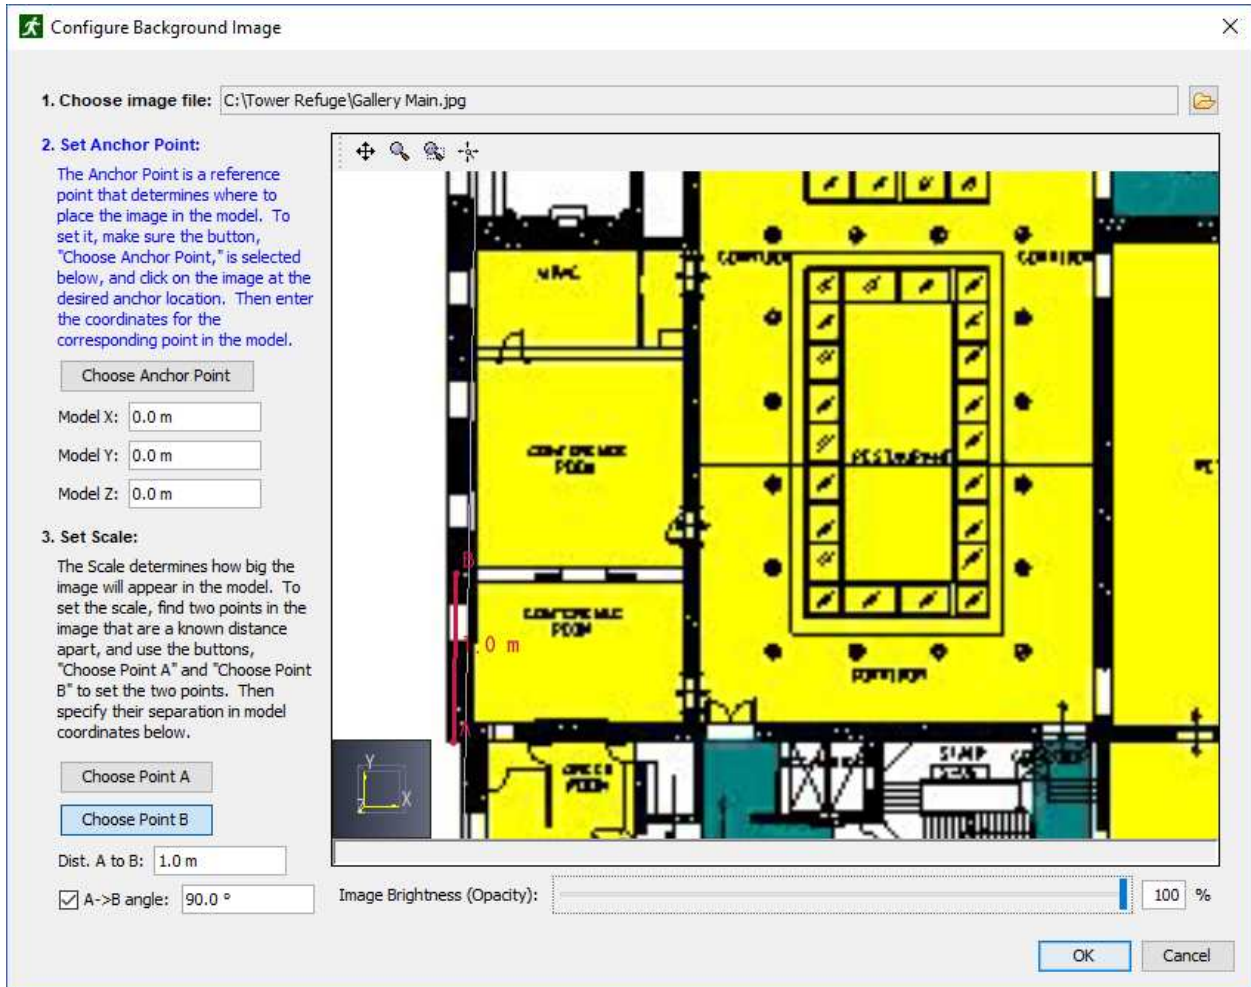 Configure Background Image
1. Choose image file: C:\Tower Refuge\Gallery Main.jpg
2. Set Anchor Point:
The Anchor Point is a reference
point that determines where to
place the image in the model. To
set it, make sure the button,
"Choose Anchor Point," is selected
below, and click on the image at the
desired anchor location. Then enter
the coordinates for the
corresponding point in the model.
Choose Anchor Point
Model X: 0.0 m
Model Y: 0.0 m
Model Z: 0.0 m
3. Set Scale:
The Scale determines how big the
image will appear in the model. To
set the scale, find two points in the
image that are a known distance
apart, and use the buttons,
"Choose Point A" and "Choose Point
B" to set the two points. Then
specify their separation in model
coordinates below.
Choose Point A
Choose Point B
Dist. A to B: 1.0 m
A->B angle: 90.0 °
B
A
Y
Z X
Image Brightness (Opacity): 100 %
OK Cancel